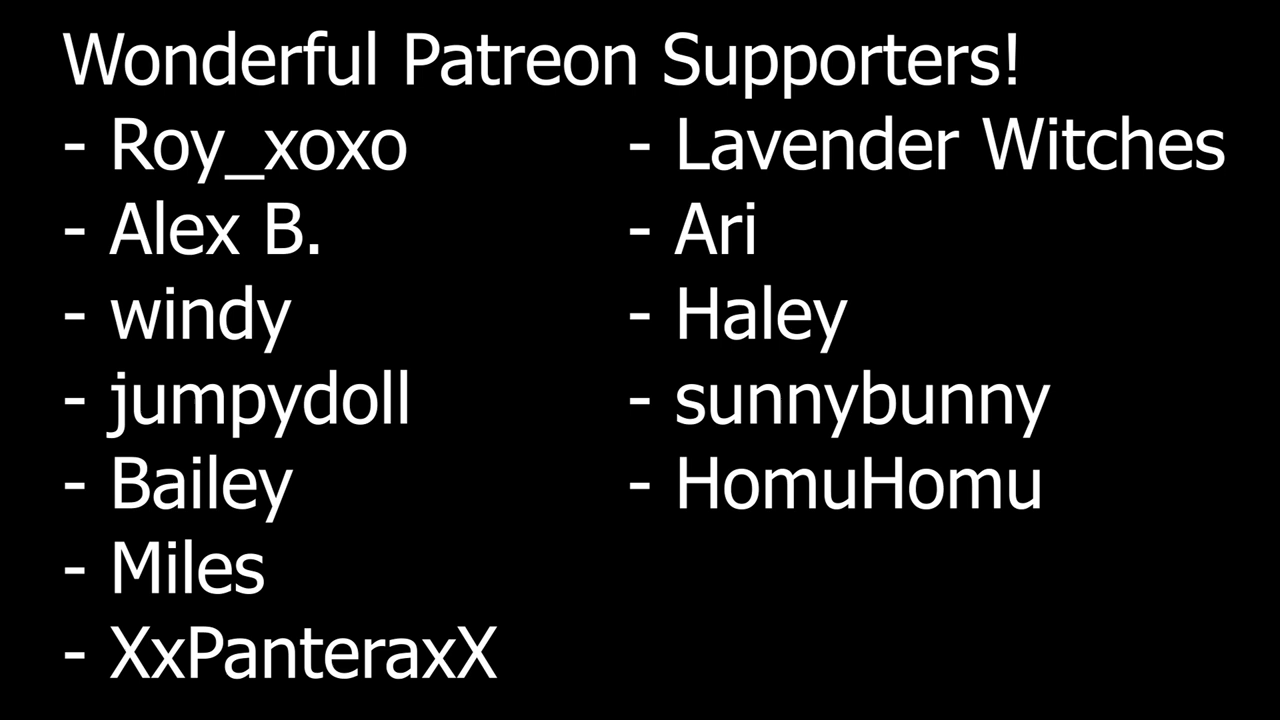 Wonderful Patreon Supporters!
- Roy_xoxo
- Alex B.
- windy
- jumpydoll
- Bailey
- Miles
- XxPanteraxX
- Lavender Witches
- Ari
- Haley
- sunnybunny
- HomuHomu